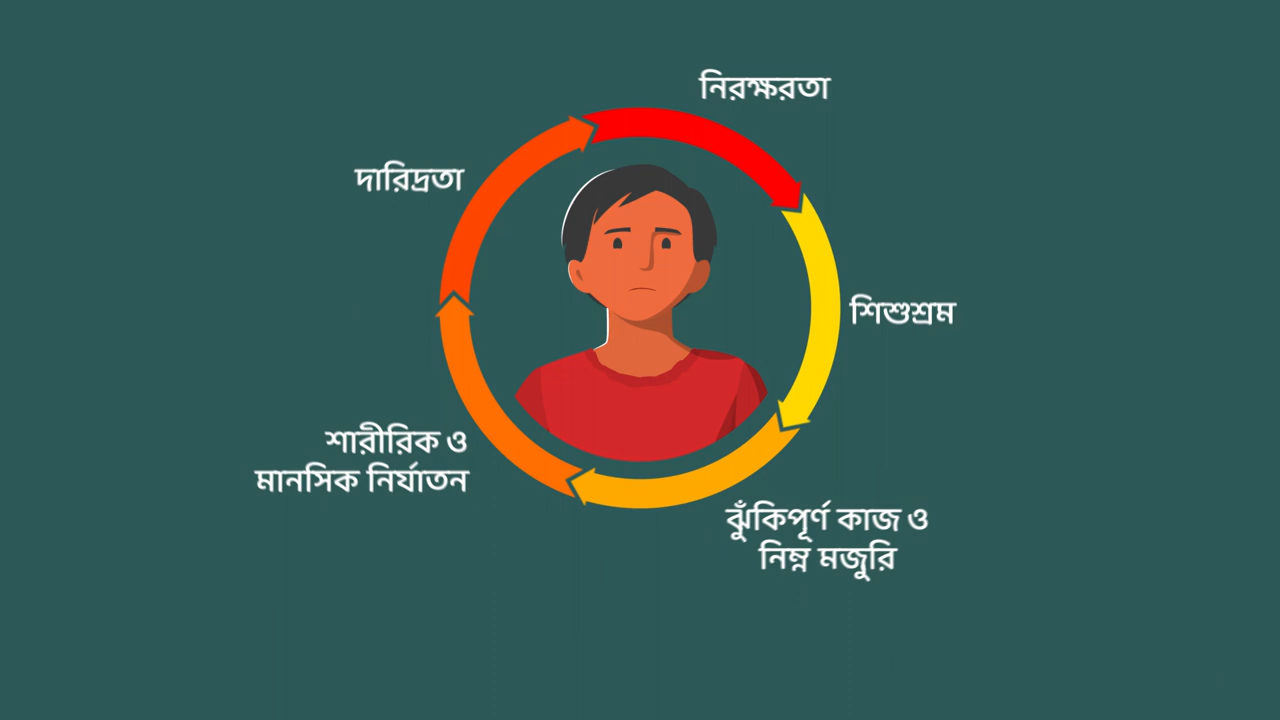 নিরক্ষরতা
দারিদ্রতা
শিশুশ্রম
শারীরিক ও
মানসিক নির্যাতন
ঝুঁকিপূর্ণ কাজ ও
নিম্ন মজুরি